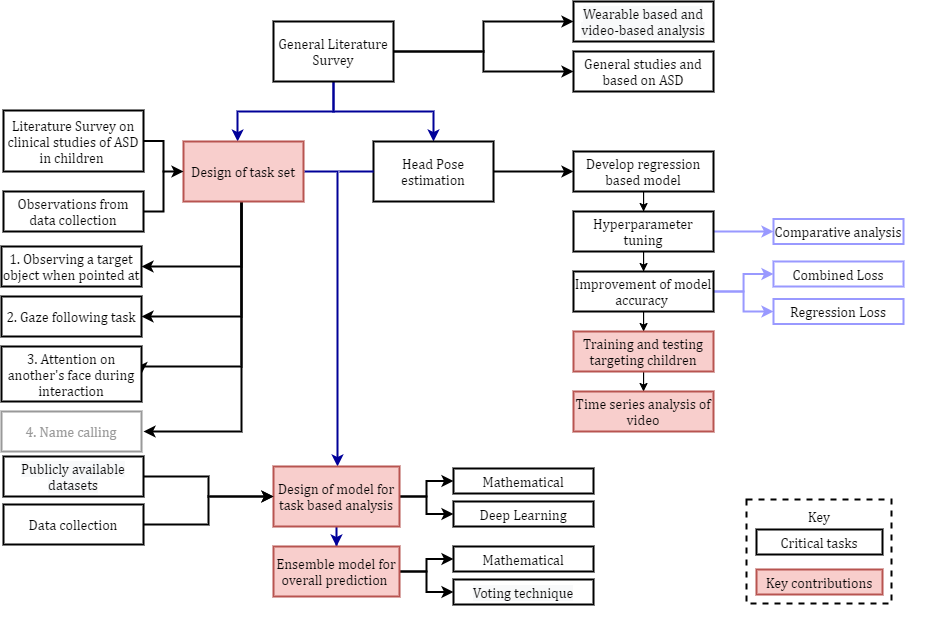 General Literature
Survey
Wearable based and
video-based analysis
General studies and
based on ASD
Literature Survey on
clinical studies of ASD
in children
Observations from
data collection
Design of task set
Head Pose
estimation
Develop regression
based model
Hyperparameter
tuning
Comparative analysis
Improvement of model
accuracy
Combined Loss
Regression Loss
Training and testing
targeting children
Time series analysis of
video
1. Observing a target
object when pointed at
2. Gaze following task
3. Attention on
another's face during
interaction
4. Name calling
Publicly available
datasets
Data collection
Design of model for
task based analysis
Mathematical
Deep Learning
Ensemble model for
overall prediction
Mathematical
Voting technique
Key
Critical tasks
Key contributions